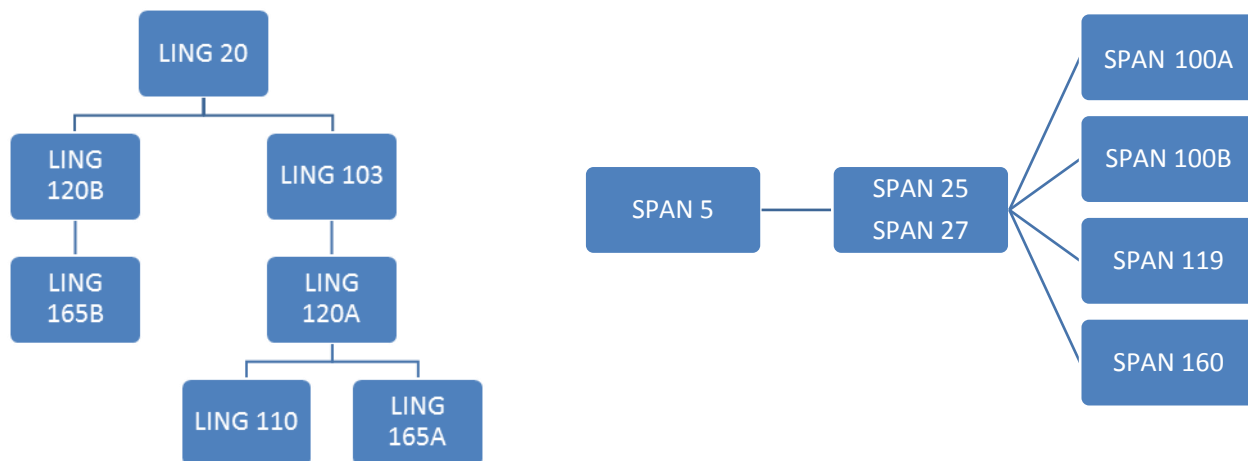 LING 20
LING
120B
LING 103
LING
165B
LING
120A
LING 110
LING
165A
SPAN 5
SPAN 25
SPAN 27
SPAN 100A
SPAN 100B
SPAN 119
SPAN 160